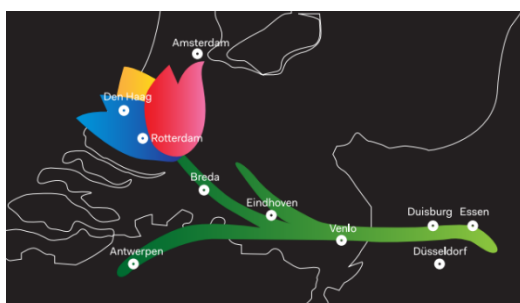 Amsterdam
Den Haag
Rotterdam
Breda
Eindhoven
Duisburg Essen
Venlo
Antwerpen
Düsseldorf